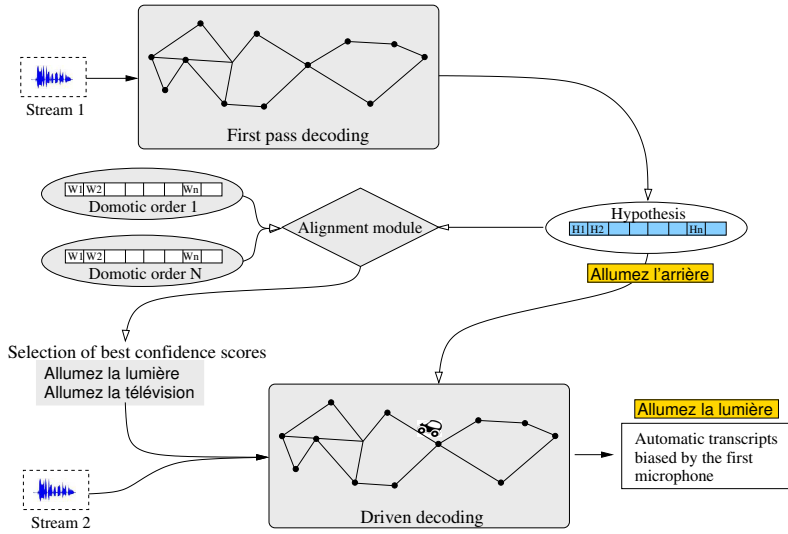 Stream 1
First pass decoding
W1 W2 Wn
Domotic order 1
Alignment module
Hypothesis
H1 H2 Hn
W1 W2 Wn
Domotic order N
Allumez l'arrière
Selection of best confidence scores
Allumez la lumière
Allumez la télévision
Allumez la lumière
Automatic transcripts
biased by the first
microphone
Stream 2
Driven decoding